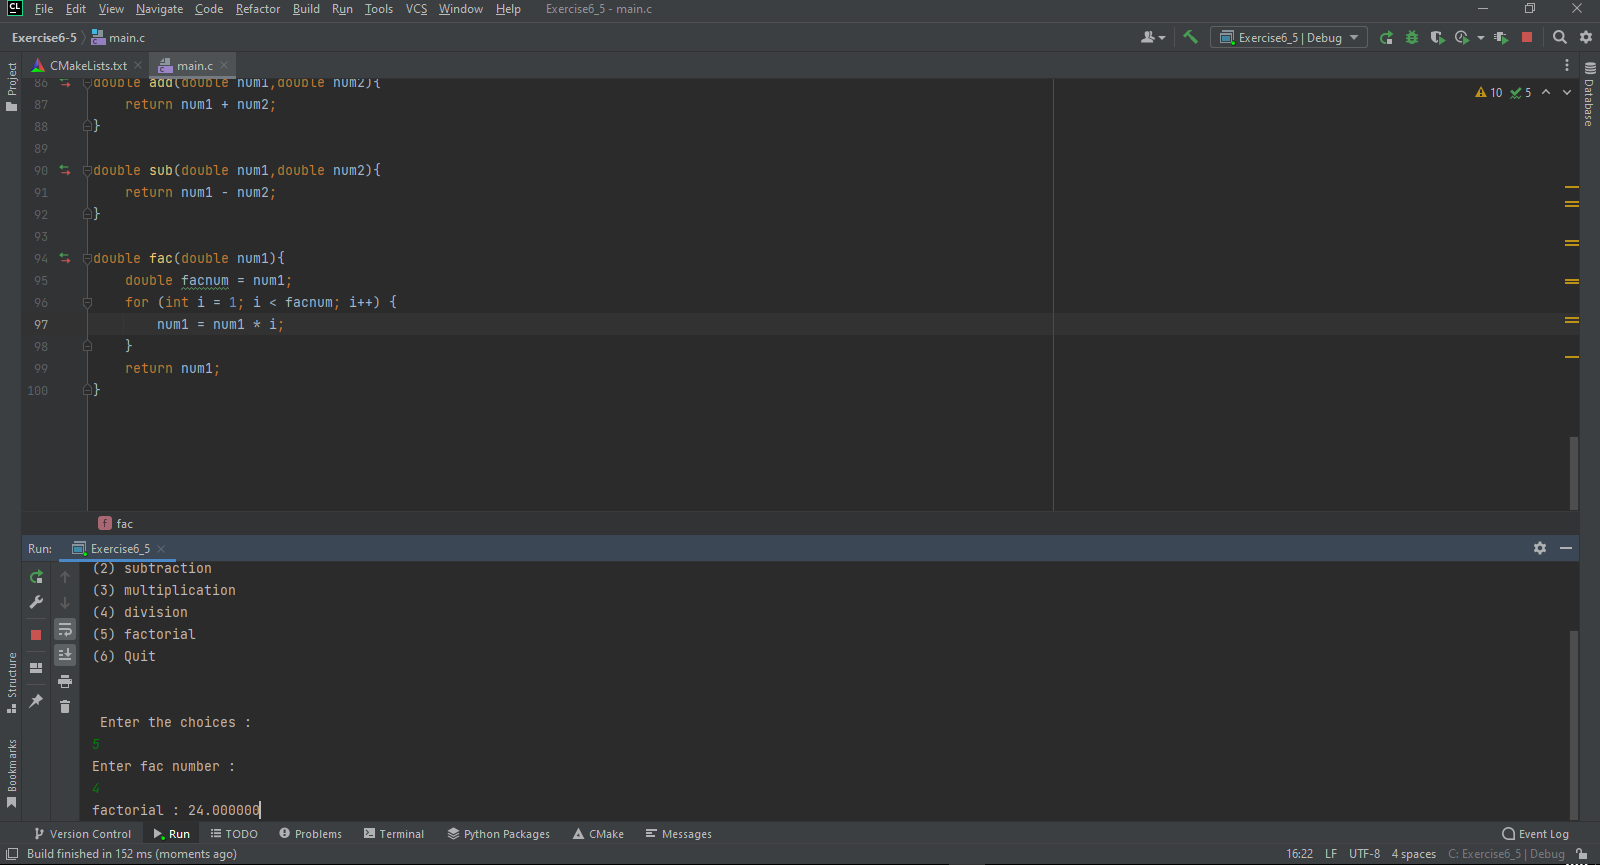 CL File Edit View Navigate Code Refactor Build Run Tools VCS Window Help Exercise6_5 - main.c
Exercise6-5 main.c Exercise6_5 | Debug
Project CMakeLists.txt main.c Database
10 5
86 double add(double num1,double num2){
87 return num1 + num2;
88 }
89
90 double sub(double num1,double num2){
91 return num1 - num2;
92 }
93
94 double fac(double num1){
95 double facnum = num1;
96 for (int i = 1; i < facnum; i++) {
97 num1 = num1 * i;
98 }
99 return num1;
100 }
f fac
Run: Exercise6_5
(2) subtraction
(3) multiplication
(4) division
(5) factorial
(6) Quit
Enter the choices :
5
Enter fac number :
4
factorial : 24.000000
Structure
Bookmarks
Version Control Run TODO Problems Terminal Python Packages CMake Messages Event Log
Build finished in 152 ms (moments ago) 16:22 LF UTF-8 4 spaces C: Exercise6_5 | Debug